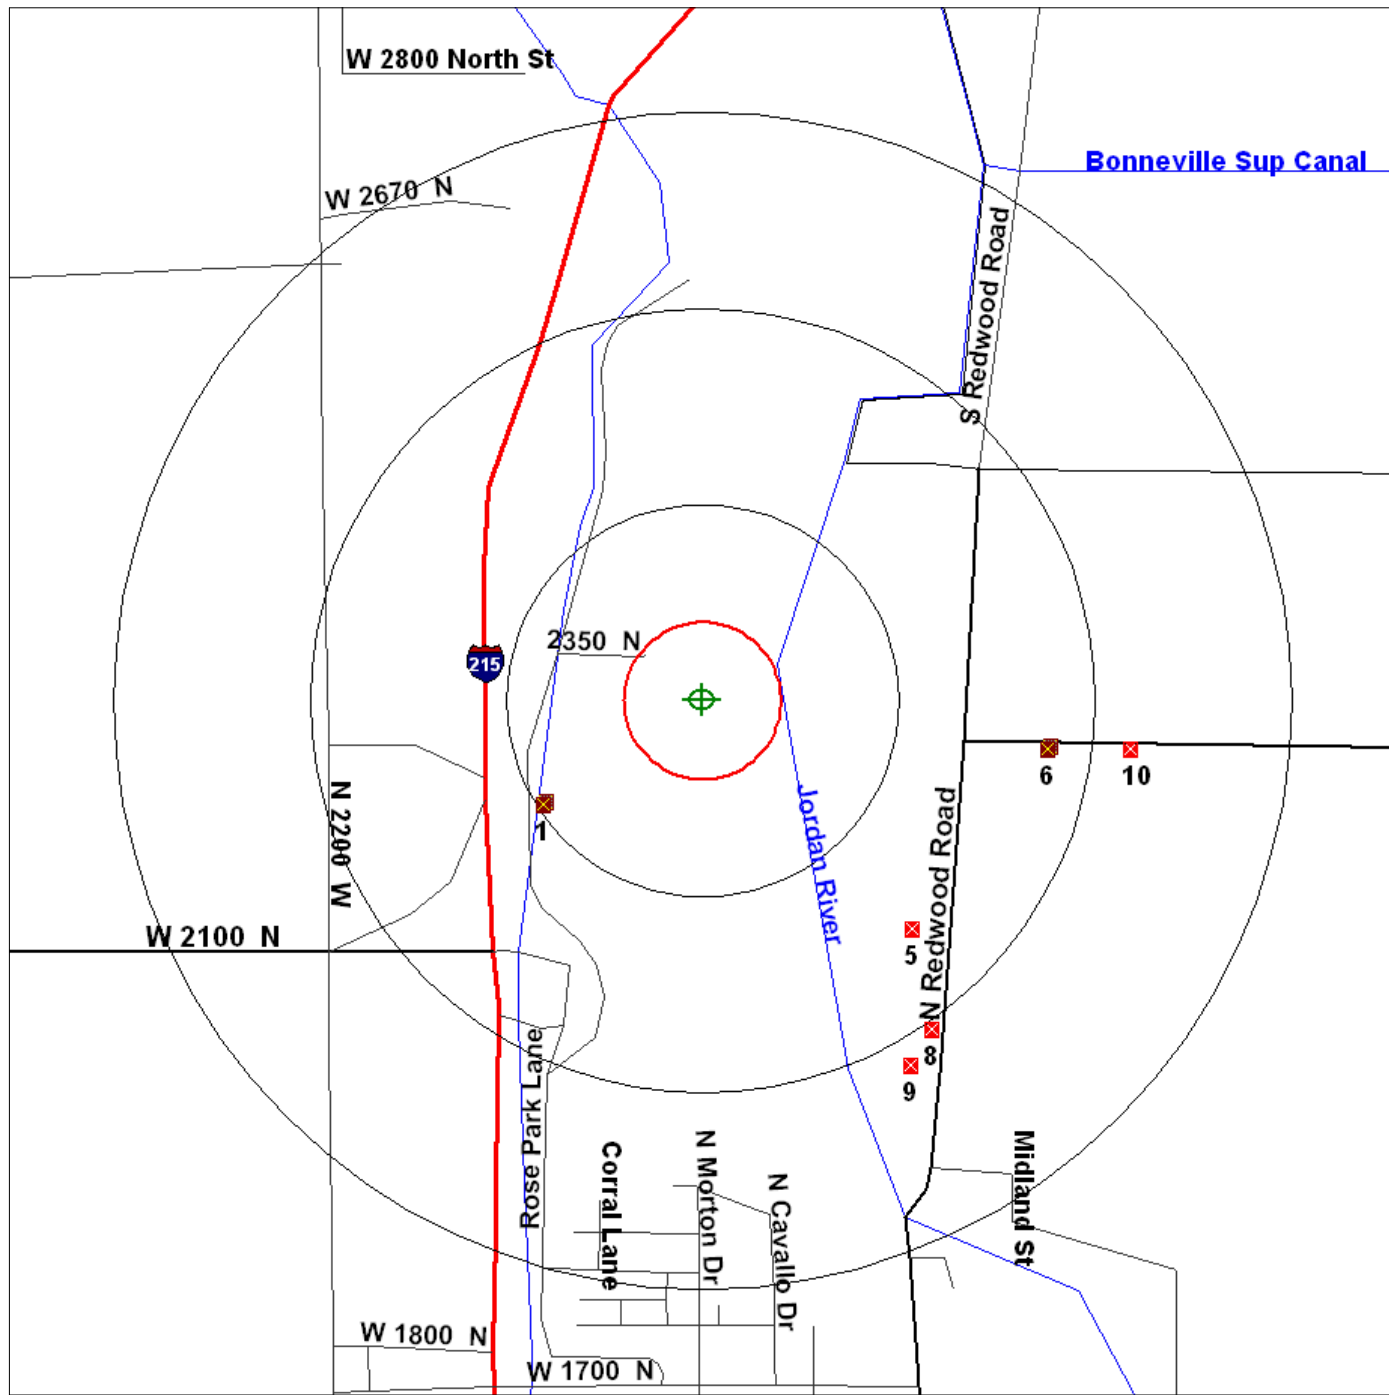 W 2800 North St
Bonneville Sup Canal
W 2670 N
S Redwood Road
2350 N
215
6
10
N 2200 W
Jordan River
N Redwood Road
1
W 2100 N
5
8
9
Rose Park Lane
Corral Lane
N Morton Dr
N Cavallo Dr
Midland St
W 1800 N
W 1700 N